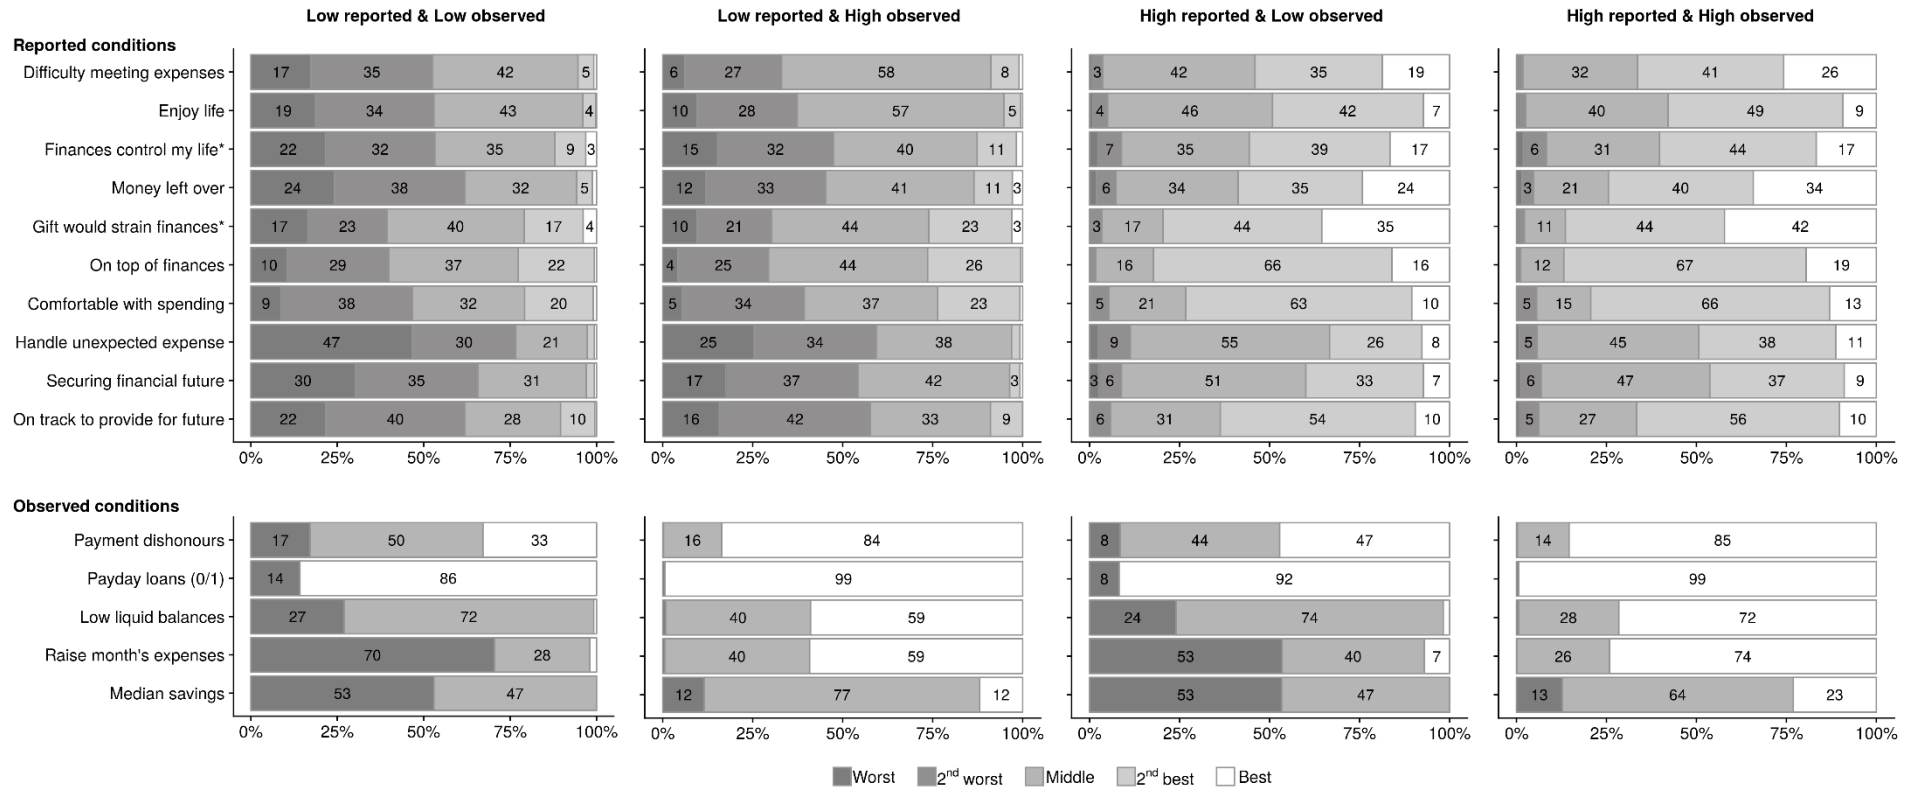 Low reported & Low observed Low reported & High observed High reported & Low observed High reported & High observed
Reported conditions
Difficulty meeting expenses 17 35 42 5 6 27 58 8 3 42 35 19 32 41 26
Enjoy life 19 34 43 4 10 28 57 5 4 46 42 7 40 49 9
Finances control my life* 22 32 35 9 3 15 32 40 11 7 35 39 17 6 31 44 17
Money left over 24 38 32 5 12 33 41 11 3 6 34 35 24 3 21 40 34
Gift would strain finances* 17 23 40 17 4 10 21 44 23 3 3 17 44 35 11 44 42
On top of finances 10 29 37 22 4 25 44 26 16 66 16 12 67 19
Comfortable with spending 9 38 32 20 5 34 37 23 5 21 63 10 5 15 66 13
Handle unexpected expense 47 30 21 25 34 38 9 55 26 8 5 45 38 11
Securing financial future 30 35 31 17 37 42 3 3 6 51 33 7 6 47 37 9
On track to provide for future 22 40 28 10 16 42 33 9 6 31 54 10 5 27 56 10
0% 25% 50% 75% 100% 0% 25% 50% 75% 100% 0% 25% 50% 75% 100% 0% 25% 50% 75% 100%
Observed conditions
Payment dishonours 17 50 33 16 84 8 44 47 14 85
Payday loans (0/1) 14 86 99 8 92 99
Low liquid balances 27 72 40 59 24 74 28 72
Raise month's expenses 70 28 40 59 53 40 7 26 74
Median savings 53 47 12 77 12 53 47 13 64 23
0% 25% 50% 75% 100% 0% 25% 50% 75% 100% 0% 25% 50% 75% 100% 0% 25% 50% 75% 100%
Worst 2nd worst Middle 2nd best Best